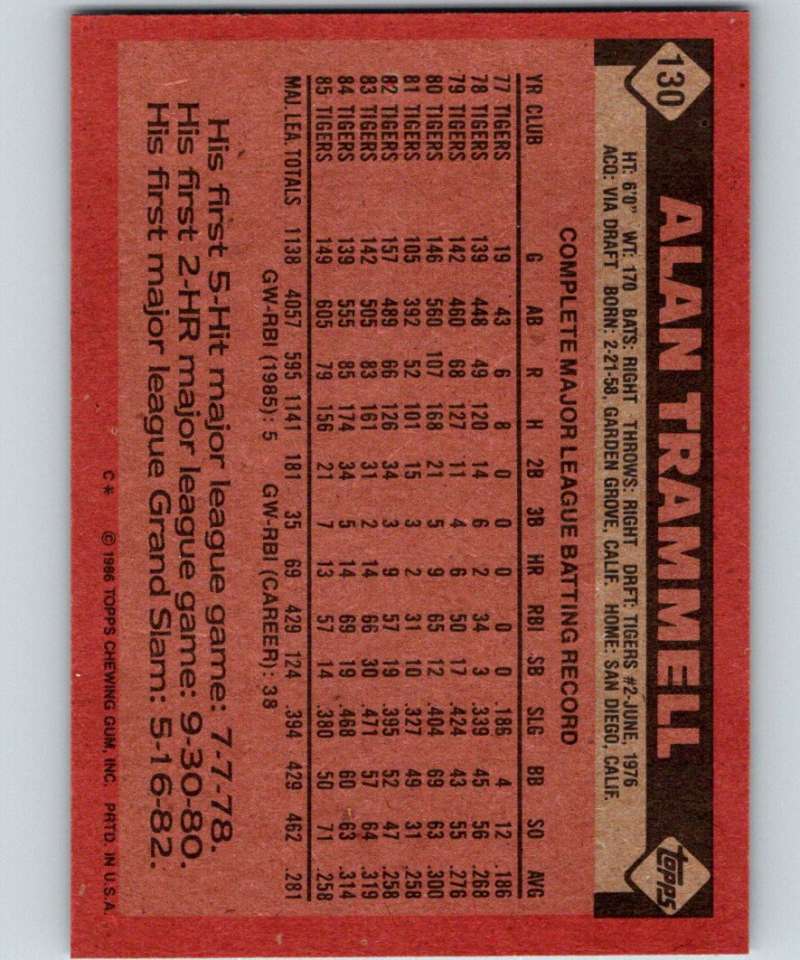 130
ALAN TRAMMELL
topps
HT: 6'0" WT: 170 BATS: RIGHT THROWS: RIGHT DRFT: TIGERS #2-JUNE, 1976
ACQ: VIA DRAFT BORN: 2-21-58, GARDEN GROVE, CALIF. HOME: SAN DIEGO, CALIF.
COMPLETE MAJOR LEAGUE BATTING RECORD
YR CLUB G AB R H 2B 3B HR RBI SB SLG BB SO AVG
77 TIGERS 19 43 6 8 0 0 0 0 0 .186 4 12 .186
78 TIGERS 139 448 49 120 14 6 2 34 3 .339 45 56 .268
79 TIGERS 142 460 68 127 11 4 6 50 17 .424 43 55 .276
80 TIGERS 146 560 107 168 21 5 9 65 12 .404 69 63 .300
81 TIGERS 105 392 52 101 15 3 2 31 10 .327 49 31 .258
82 TIGERS 157 489 66 126 34 3 9 57 19 .395 52 47 .258
83 TIGERS 142 505 83 161 31 2 14 66 30 .471 57 64 .319
84 TIGERS 139 555 85 174 34 5 14 69 19 .468 60 63 .314
85 TIGERS 149 605 79 156 21 7 13 57 14 .380 50 71 .258
MAJ. LEA. TOTALS 1138 4057 595 1141 181 35 69 429 124 .394 429 462 .281
GW-RBI (1985): 5 GW-RBI (CAREER): 38
His first 5-Hit major league game: 7-7-78.
His first 2-HR major league game: 9-30-80.
His first major league Grand Slam: 5-16-82.
C* © 1986 TOPPS CHEWING GUM, INC. PRTD. IN U.S.A.